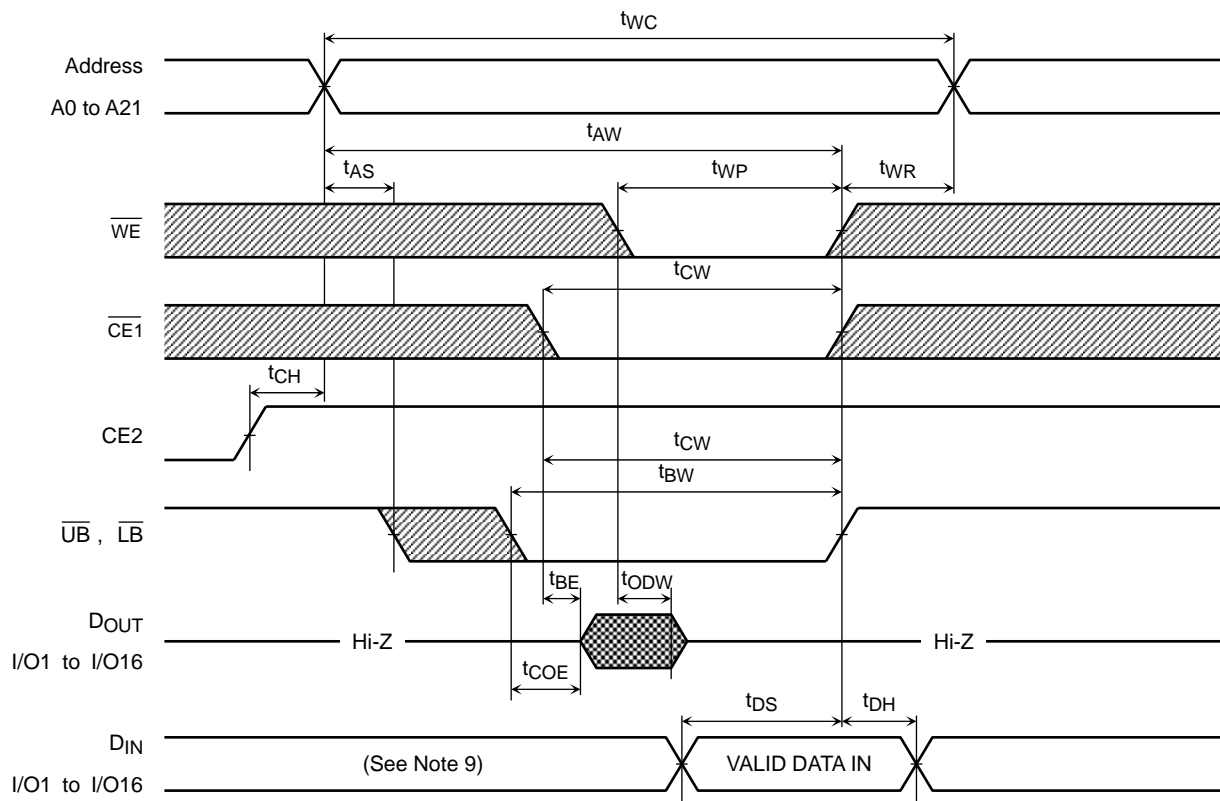 tWC
Address
A0 to A21
tAW
tAS
tWP
tWR
WE
tCW
CE1
tCH
CE2
tCW
tBW
UB , LB
tBE
tODW
DOUT
Hi-Z
Hi-Z
I/O1 to I/O16
tCOE
tDS
tDH
DIN
(See Note 9)
VALID DATA IN
I/O1 to I/O16